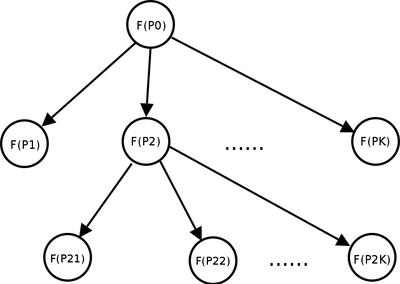 F(P0)
F(P1)
F(P2)
......
F(PK)
F(P21)
F(P22)
......
F(P2K)